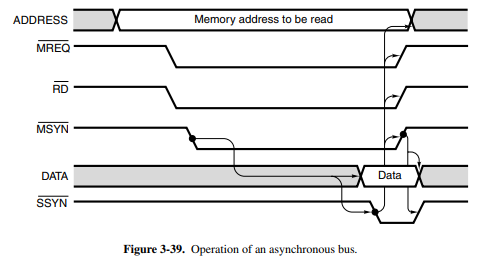 ADDRESS Memory address to be read
MREQ
RD
MSYN
DATA Data
SSYN
Figure 3-39. Operation of an asynchronous bus.